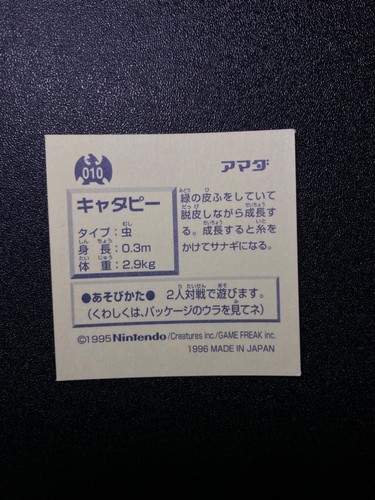 010
アマダ
キャタピー
タイプ：虫
身長：0.3m
体重：2.9kg
緑の皮ふをしていて
脱皮しながら成長す
る。成長すると糸を
かけてサナギになる。
●あそびかた● 2人対戦で遊びます。
（くわしくは、パッケージのウラを見てネ）
©1995 Nintendo/Creatures inc./GAME FREAK inc.
1996 MADE IN JAPAN